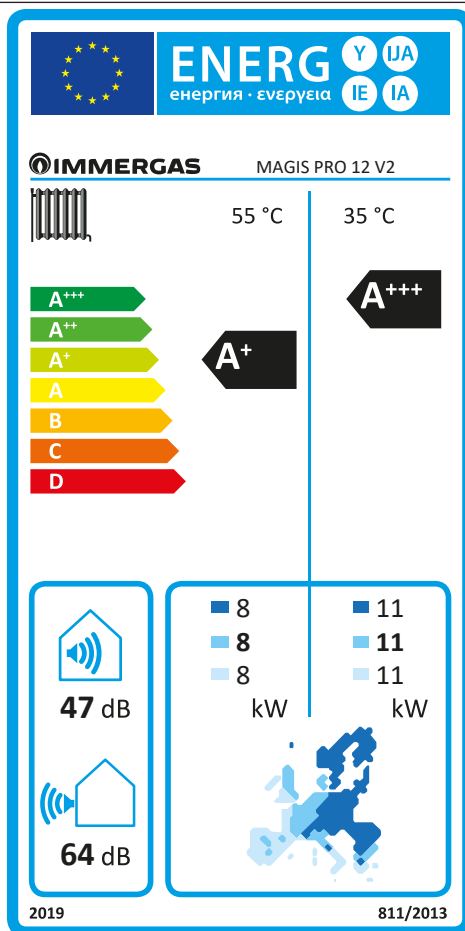 ENERG Y IJA
енергия · ενεργεια IE IA
IMMERGAS MAGIS PRO 12 V2
55 °C 35 °C
A+++
A+++
A++
A+
A+
A
B
C
D
8 11
8 11
8 11
kW kW
47 dB
64 dB
2019 811/2013